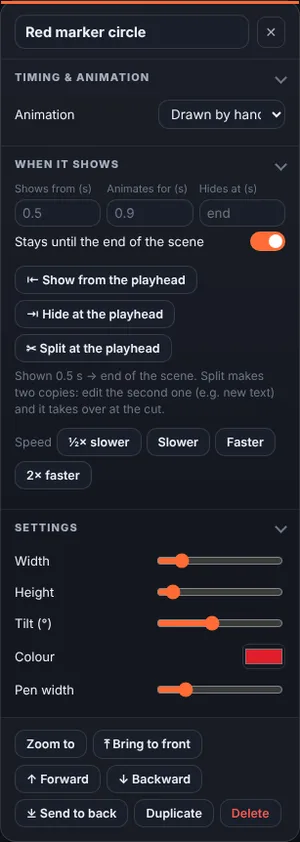 Red marker circle
TIMING & ANIMATION
Animation
Drawn by hand
WHEN IT SHOWS
Shows from (s) Animates for (s) Hides at (s)
0.5 0.9 end
Stays until the end of the scene
⇤ Show from the playhead
⇥ Hide at the playhead
✂ Split at the playhead
Shown 0.5 s → end of the scene. Split makes
two copies: edit the second one (e.g. new text)
and it takes over at the cut.
Speed ½× slower Slower Faster
2× faster
SETTINGS
Width
Height
Tilt (°)
Colour
Pen width
Zoom to ⤒ Bring to front
↑ Forward ↓ Backward
⤓ Send to back Duplicate Delete